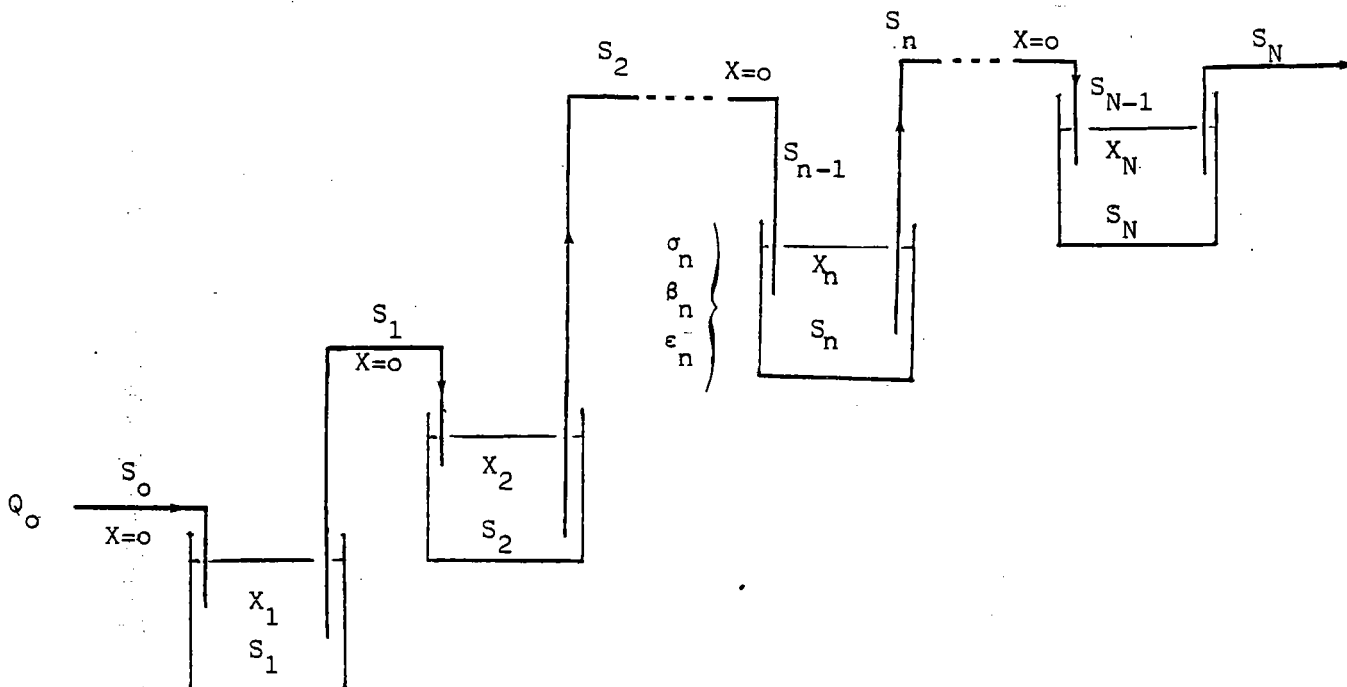 S_n
X=o
S_N
S_2
X=o
S_{N-1}
X_N
S_{n-1}
S_N
σ_n
X_n
β_n
S_n
ε_n
S_1
X=o
X_2
S_o
Q_o
X=o
S_2
X_1
S_1